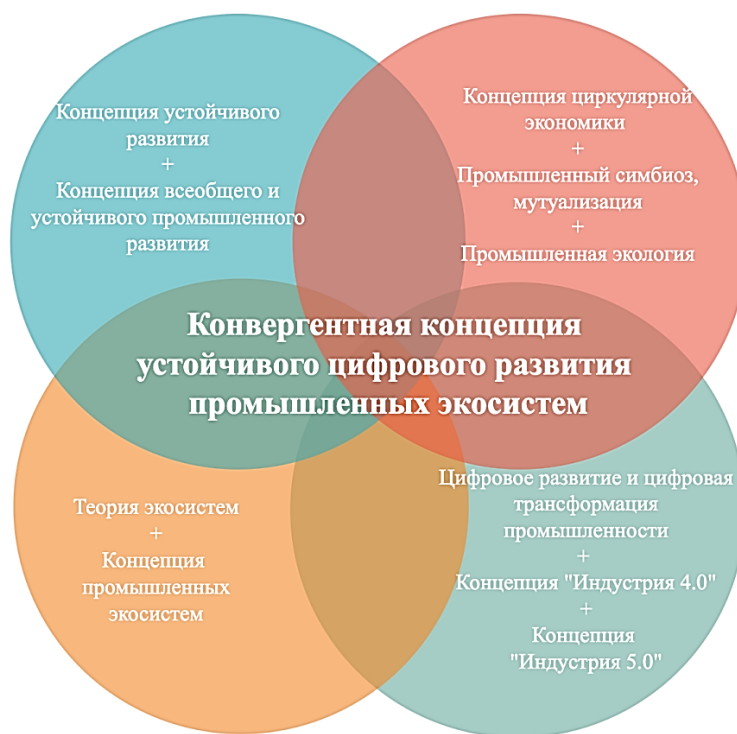 Концепция устойчивого
развития
+
Концепция всеобщего и
устойчивого промышленного
развития
Концепция циркулярной
экономики
+
Промышленный симбиоз,
мутуализация
+
Промышленная экология
Конвергентная концепция
устойчивого цифрового развития
промышленных экосистем
Теория экосистем
+
Концепция
промышленных
экосистем
Цифровое развитие и цифровая
трансформация
промышленности
+
Концепция "Индустрия 4.0"
+
Концепция
"Индустрия 5.0"